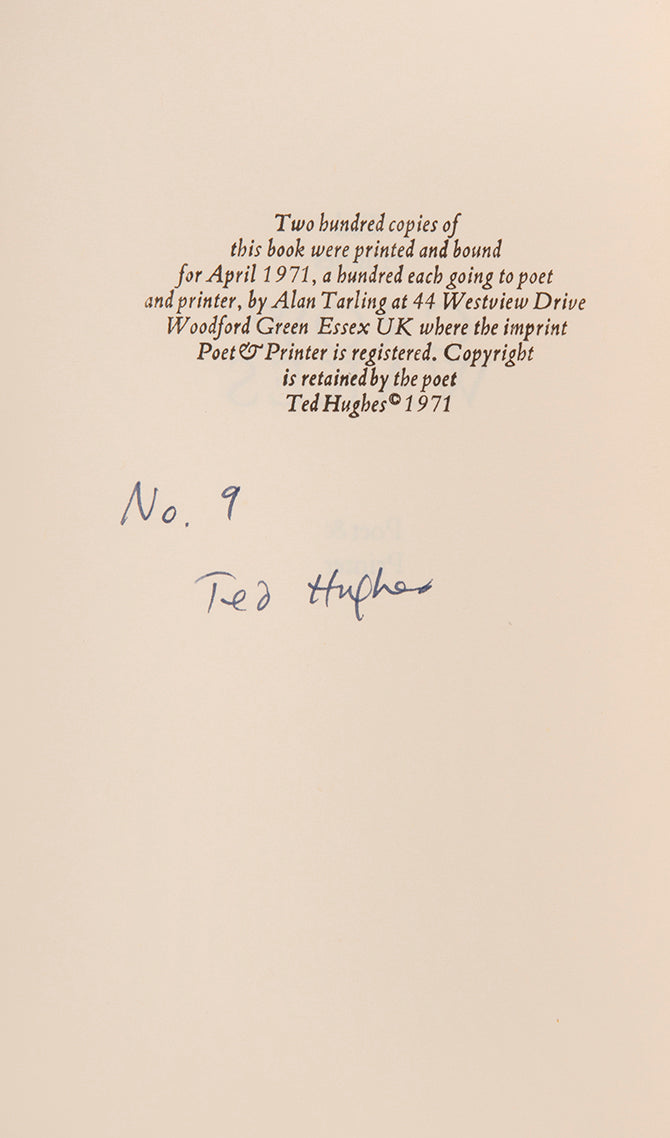 Two hundred copies of
this book were printed and bound
for April 1971, a hundred each going to poet
and printer, by Alan Tarling at 44 Westview Drive
Woodford Green Essex UK where the imprint
Poet & Printer is registered. Copyright
is retained by the poet
Ted Hughes © 1971
No. 9
Ted Hughes